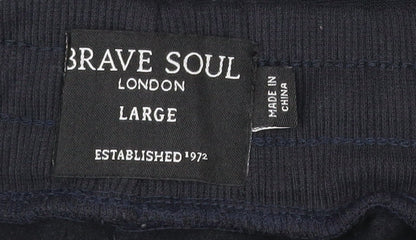 BRAVE SOUL
LONDON
LARGE
ESTABLISHED 1972
MADE IN
CHINA